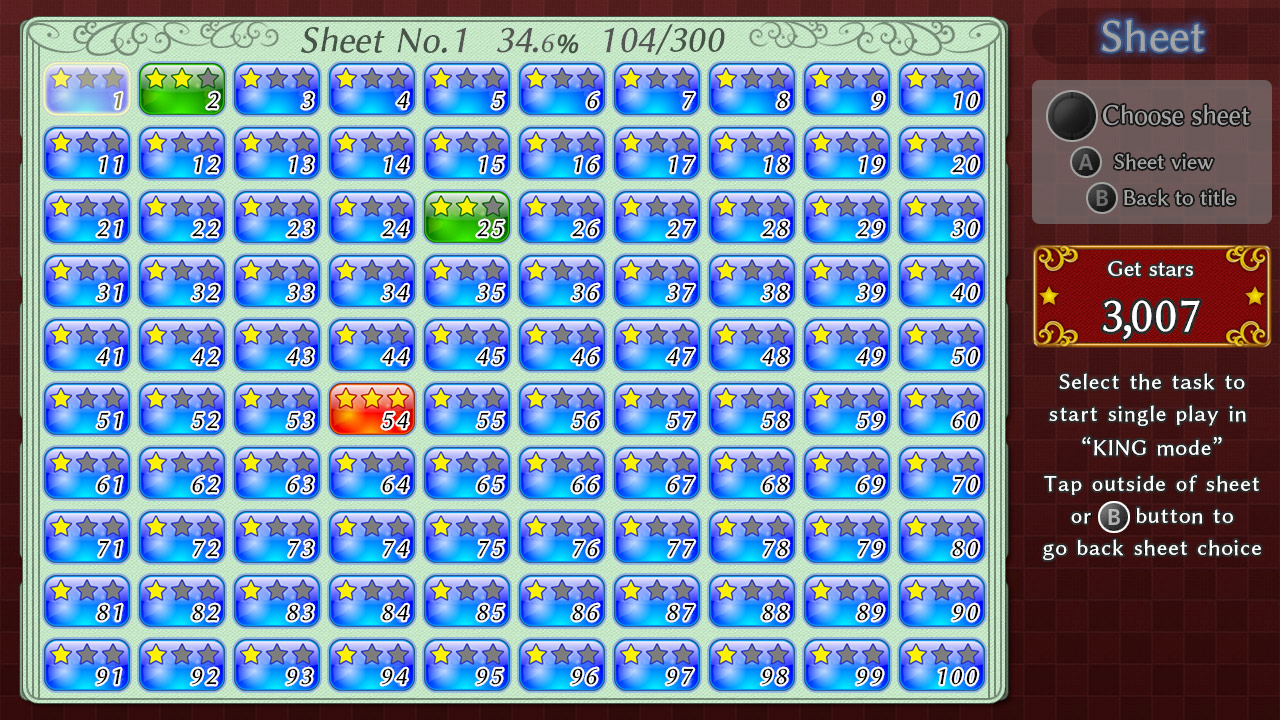 Sheet No.1 34.6% 104/300
1 2 3 4 5 6 7 8 9 10
11 12 13 14 15 16 17 18 19 20
21 22 23 24 25 26 27 28 29 30
31 32 33 34 35 36 37 38 39 40
41 42 43 44 45 46 47 48 49 50
51 52 53 54 55 56 57 58 59 60
61 62 63 64 65 66 67 68 69 70
71 72 73 74 75 76 77 78 79 80
81 82 83 84 85 86 87 88 89 90
91 92 93 94 95 96 97 98 99 100
Sheet
Choose sheet
A Sheet view
B Back to title
Get stars
3,007
Select the task to
start single play in
“KING mode”
Tap outside of sheet
or B button to
go back sheet choice